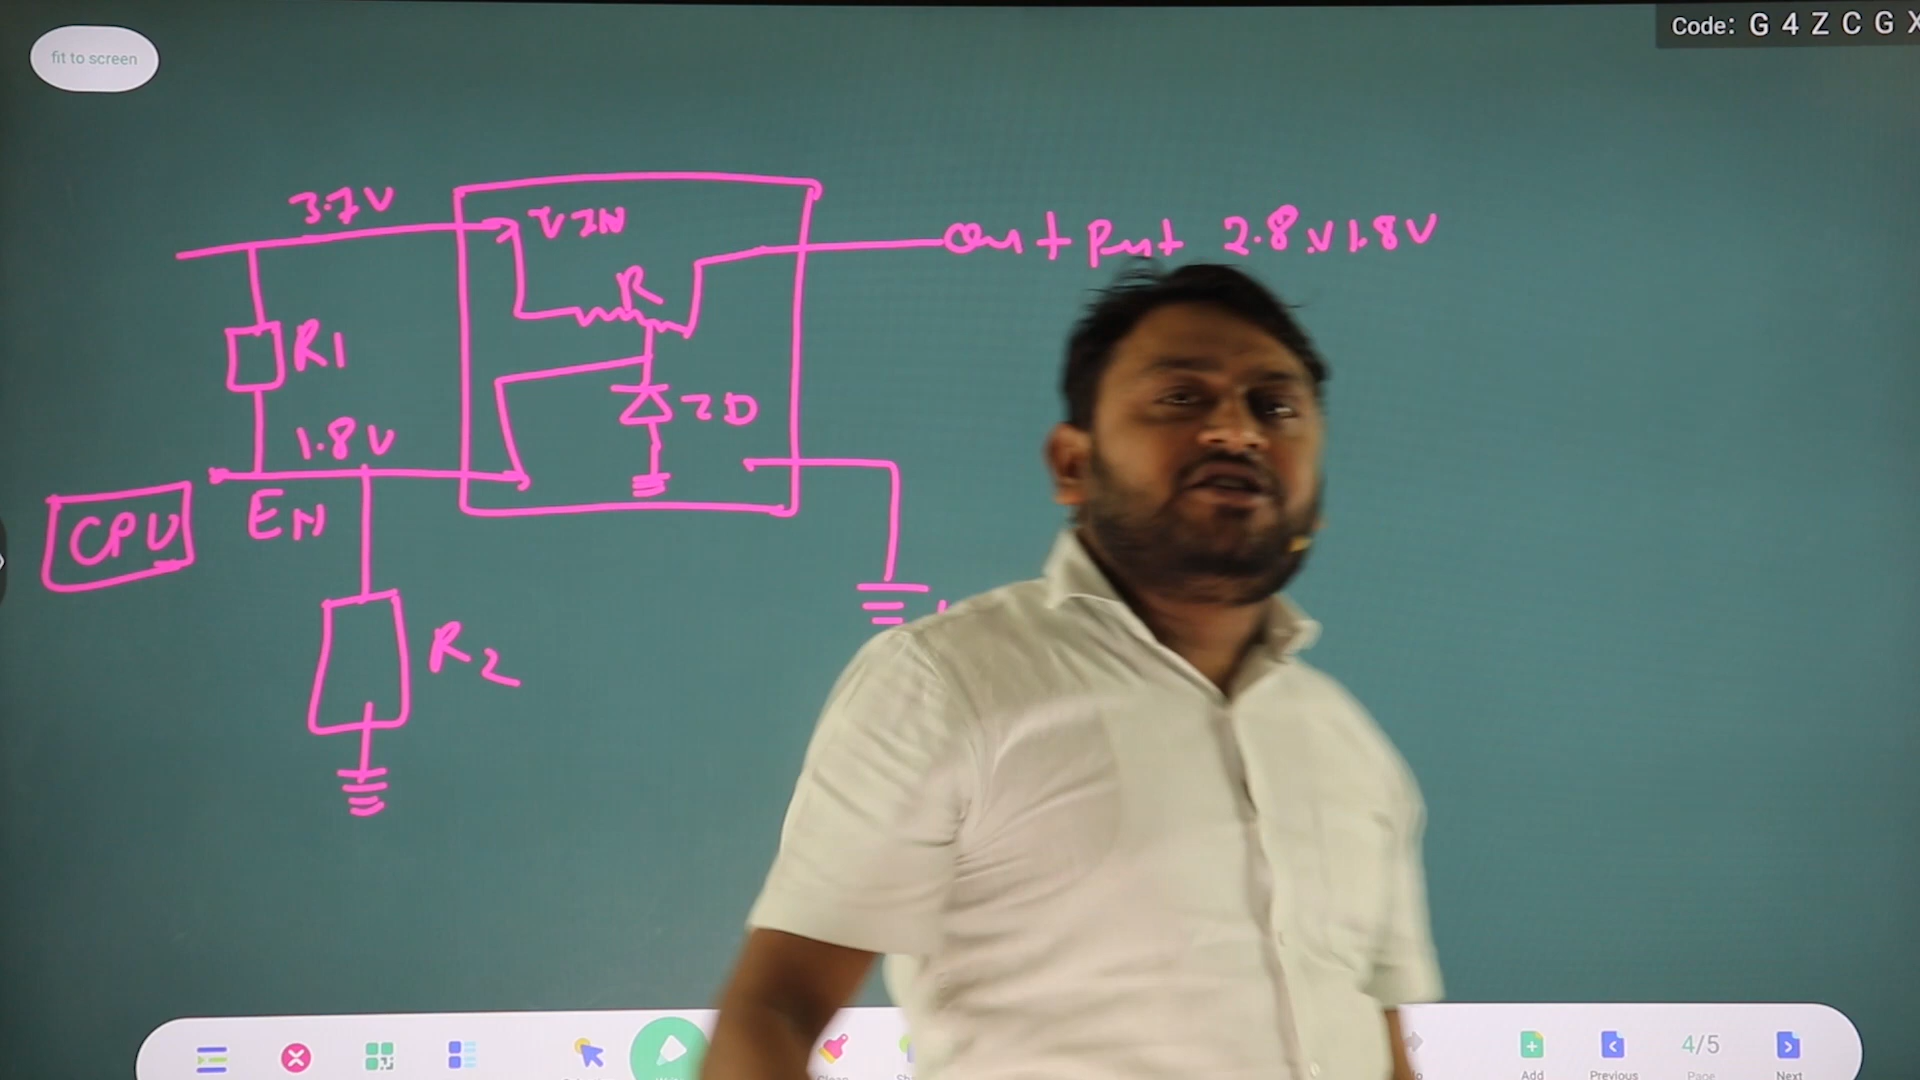 fit to screen
Code: G 4 Z C G X
3.7V
VIN
OutPut 2.8V 1.8V
R
R1
ZD
1.8V
EN
CPU
R2
4/5
Add
Previous
Page
Next